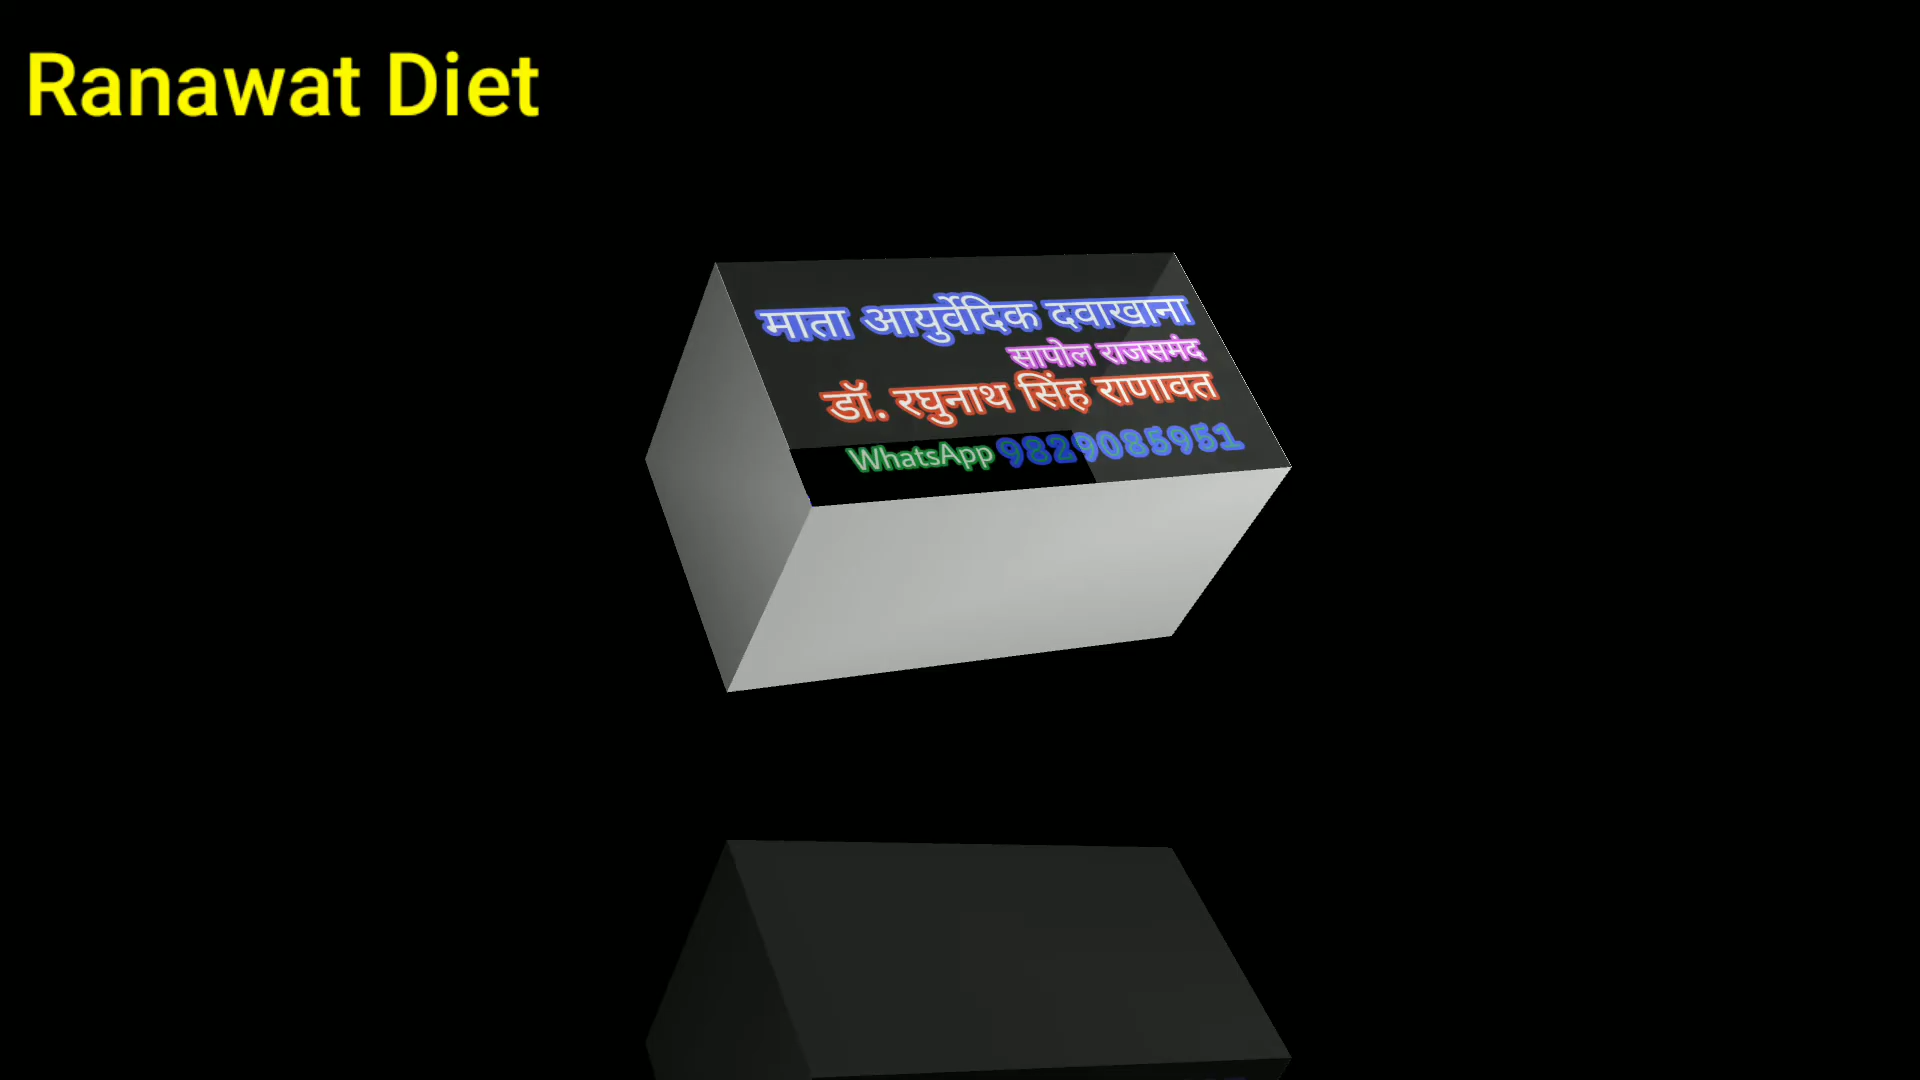 Ranawat Diet
माता आयुर्वेदिक दवाखाना
सापोल राजसमंद
डॉ. रघुनाथ सिंह राणावत
WhatsApp 9829085951